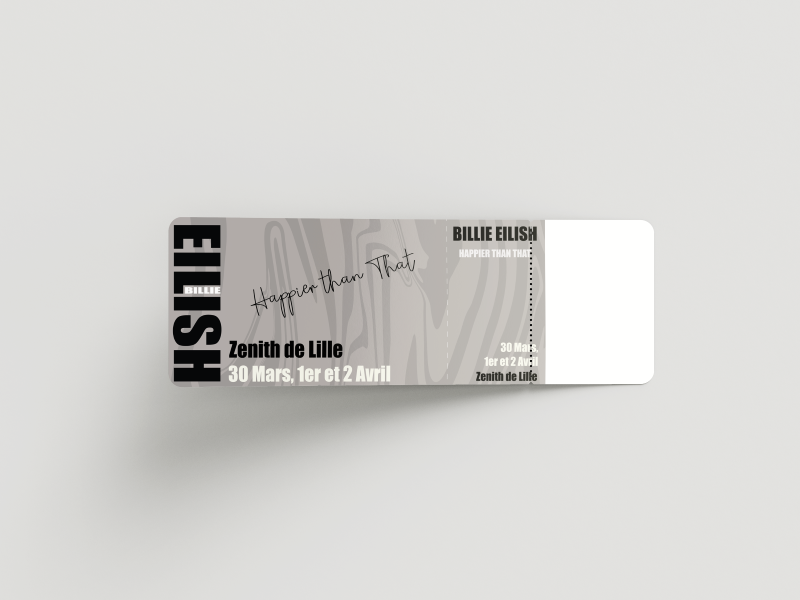 EILISH
BILLIE
Happier than That
Zenith de Lille
30 Mars, 1er et 2 Avril
BILLIE EILISH
HAPPIER THAN THAT
30 Mars,
1er et 2 Avril
Zenith de Lille